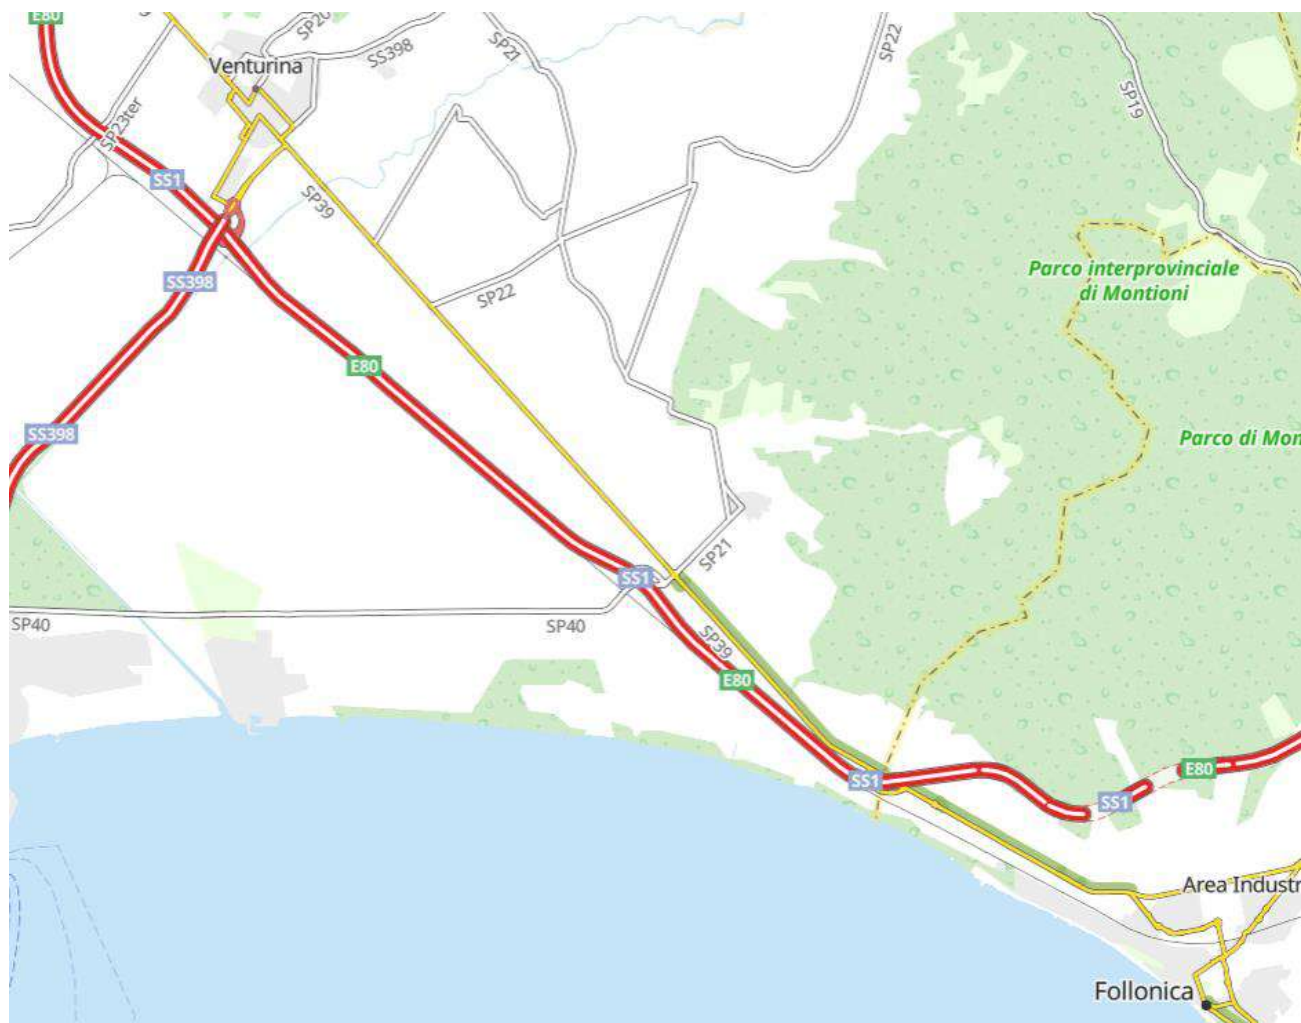 E80
SP20
SS398
SP21
SP22
Venturina
SP19
SP23ter
SS1
SP39
Parco interprovinciale
di Montioni
SS398
SP22
E80
SS398
Parco di Mon
SP21
SS1
SP40
SP40
SP39
E80
E80
SS1
SS1
Area Industr
Follonica